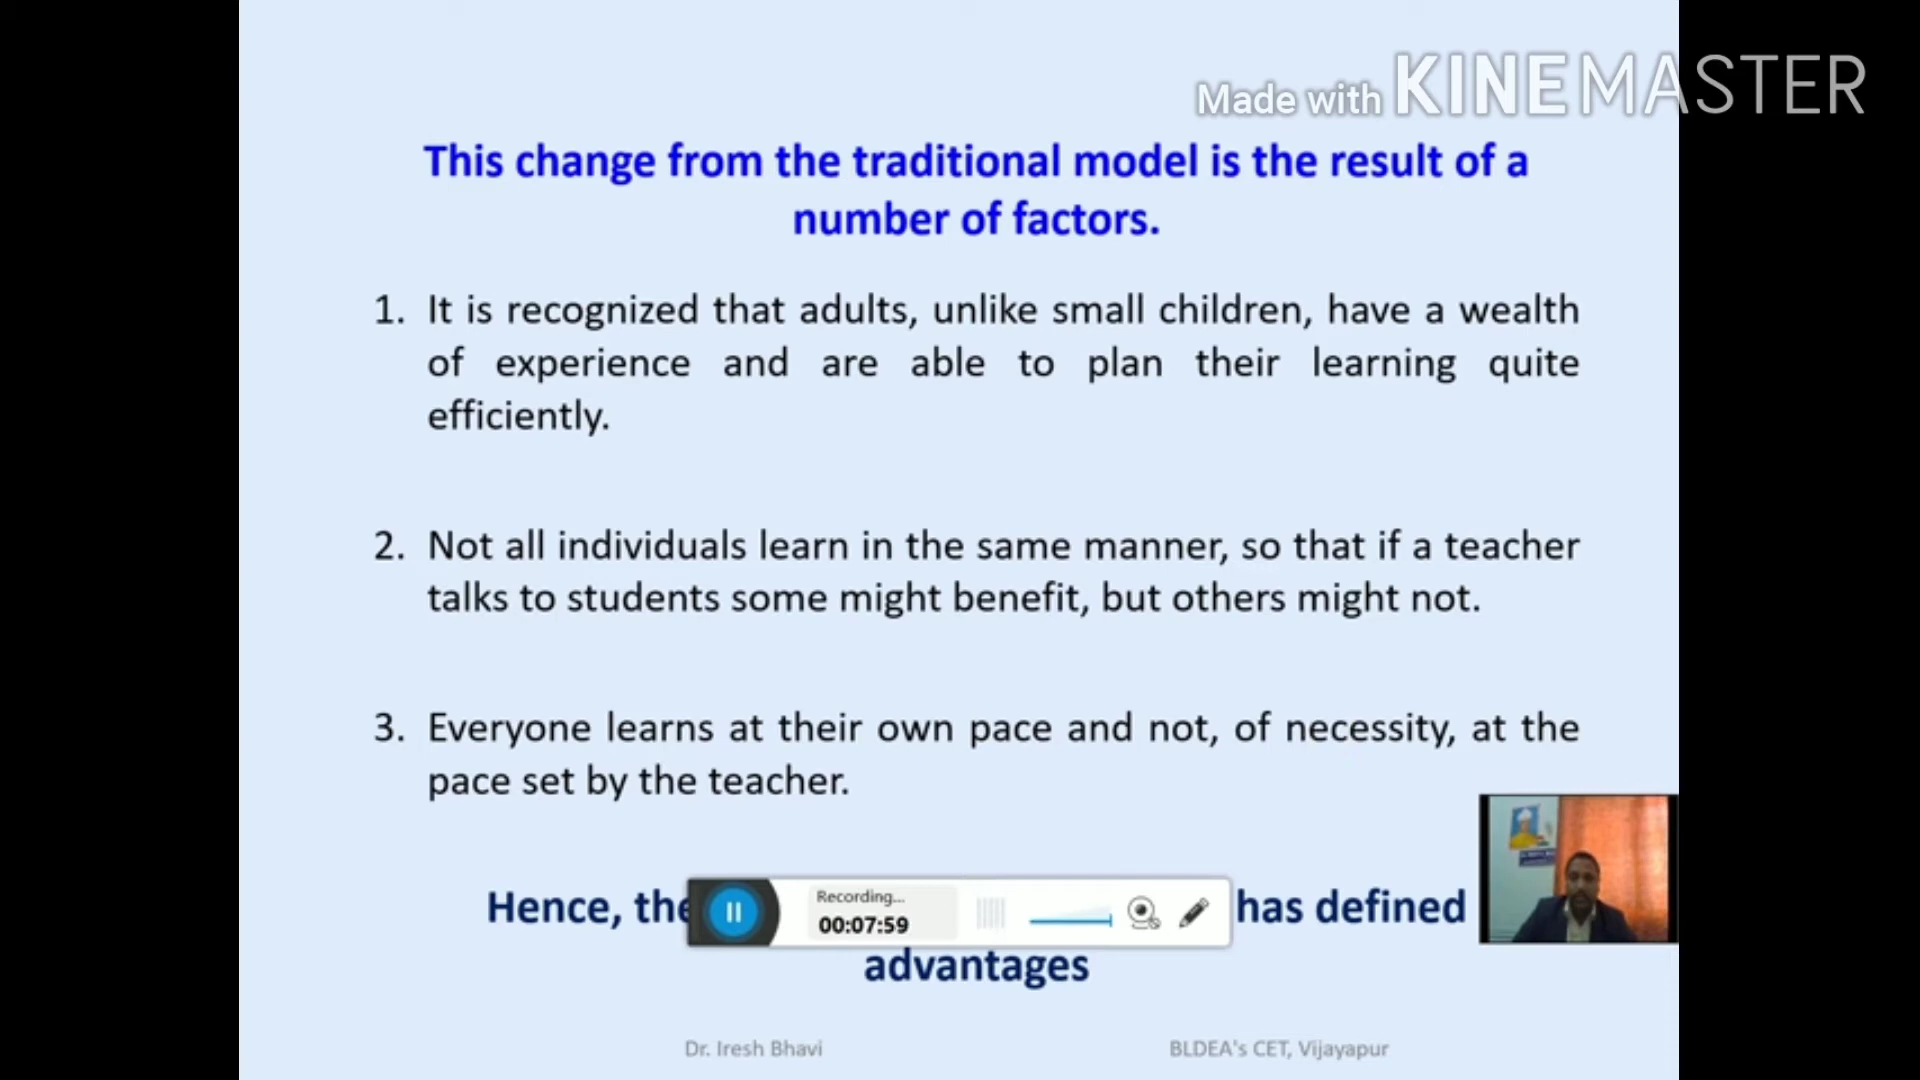 Made with KINEMASTER
This change from the traditional model is the result of a
number of factors.
1. It is recognized that adults, unlike small children, have a wealth
of experience and are able to plan their learning quite
efficiently.
2. Not all individuals learn in the same manner, so that if a teacher
talks to students some might benefit, but others might not.
3. Everyone learns at their own pace and not, of necessity, at the
pace set by the teacher.
Hence, the has defined
Recording...
00:07:59
advantages
Dr. Iresh Bhavi
BLDEA's CET, Vijayapur